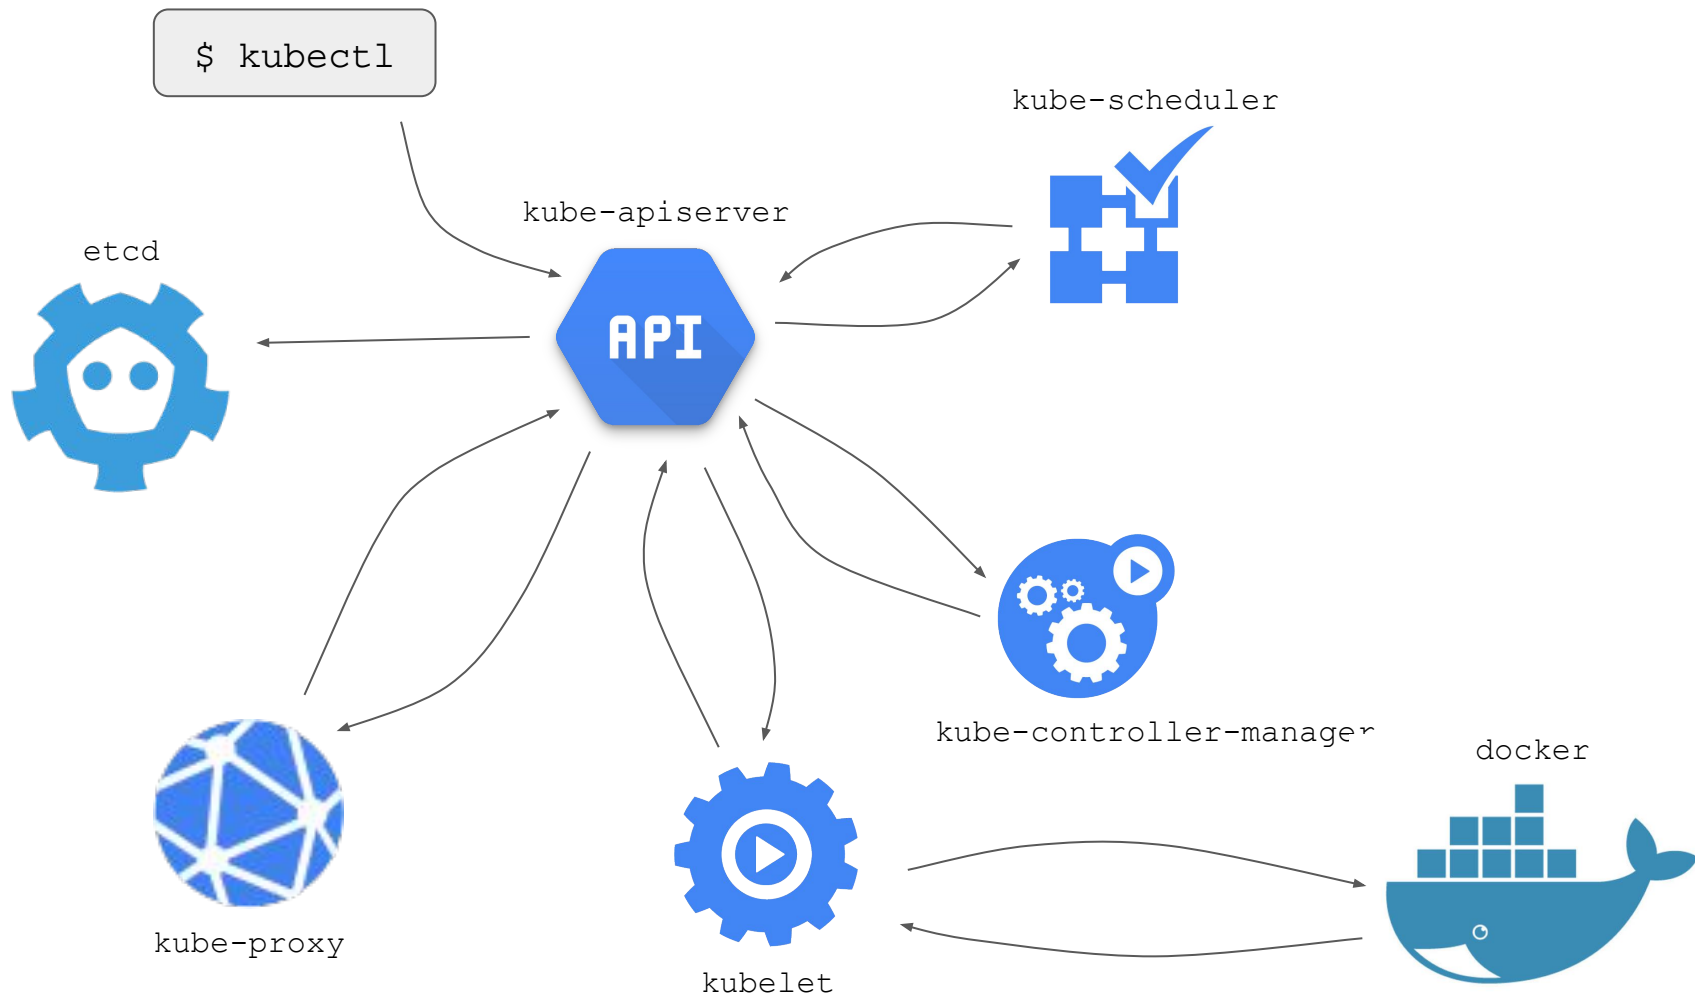 $ kubectl
kube-scheduler
kube-apiserver
etcd
API
kube-controller-manager
docker
kube-proxy
kubelet